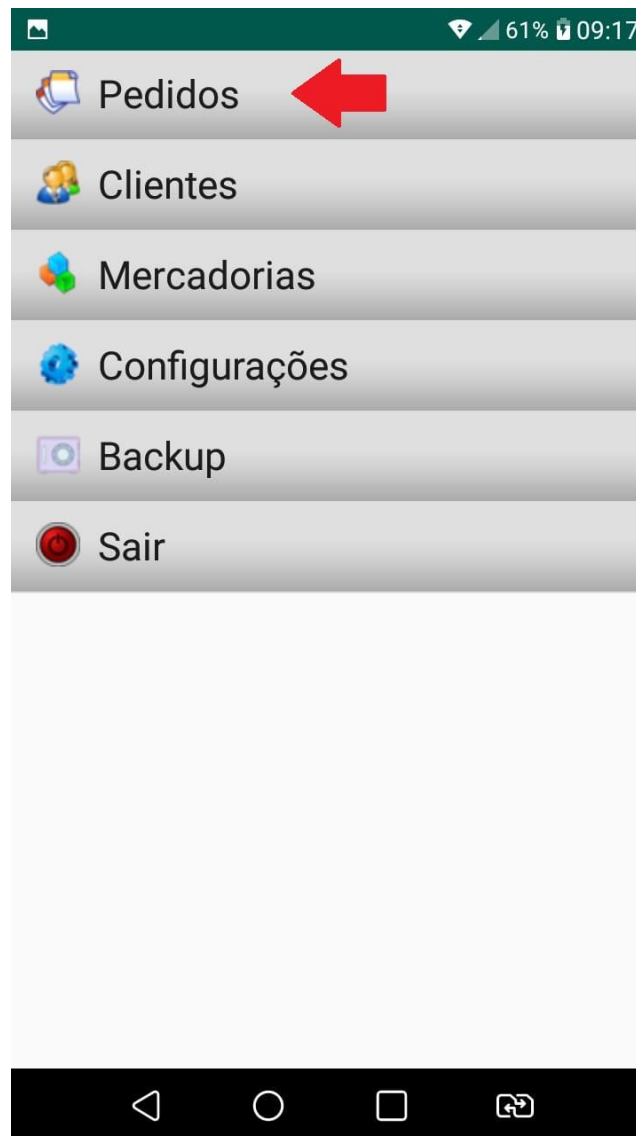 61% 09:17
Pedidos
Clientes
Mercadorias
Configurações
Backup
Sair